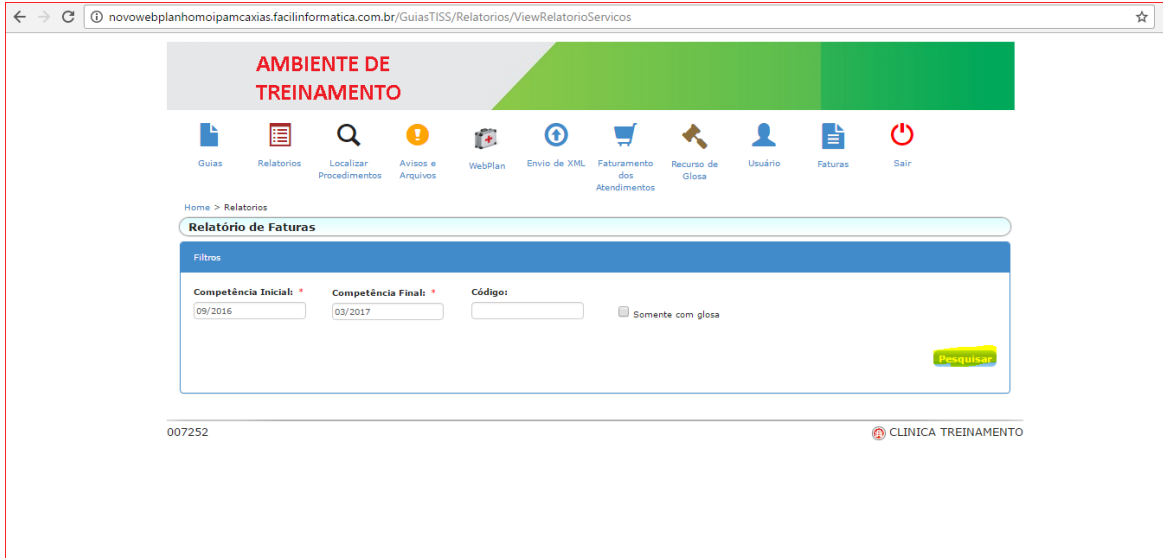 novowebplanhomoipamcaxias.facilinformatica.com.br/GuiasTISS/Relatorios/ViewRelatorioServicos
AMBIENTE DE
TREINAMENTO
Guias
Relatorios
Localizar
Procedimentos
Avisos e
Arquivos
WebPlan
Envio de XML
Faturamento
dos
Atendimentos
Recurso de
Glosa
Usuário
Faturas
Sair
Home > Relatorios
Relatório de Faturas
Filtros
Competência Inicial: * Competência Final: * Código:
09/2016 03/2017 Somente com glosa
Pesquisar
007252 CLINICA TREINAMENTO